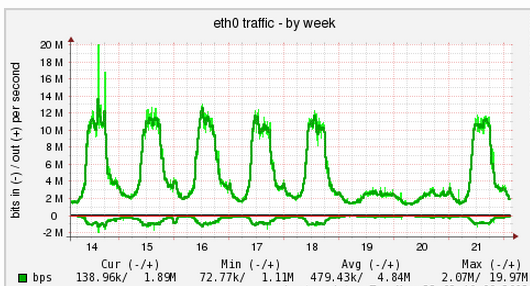 eth0 traffic - by week
bits in (-) / out (+) per second
20 M
18 M
16 M
14 M
12 M
10 M
8 M
6 M
4 M
2 M
0
-2 M
14 15 16 17 18 19 20 21
Cur (-/+) Min (-/+) Avg (-/+) Max (-/+)
bps 138.96k/ 1.89M 72.77k/ 1.11M 479.43k/ 4.84M 2.07M/ 19.97M